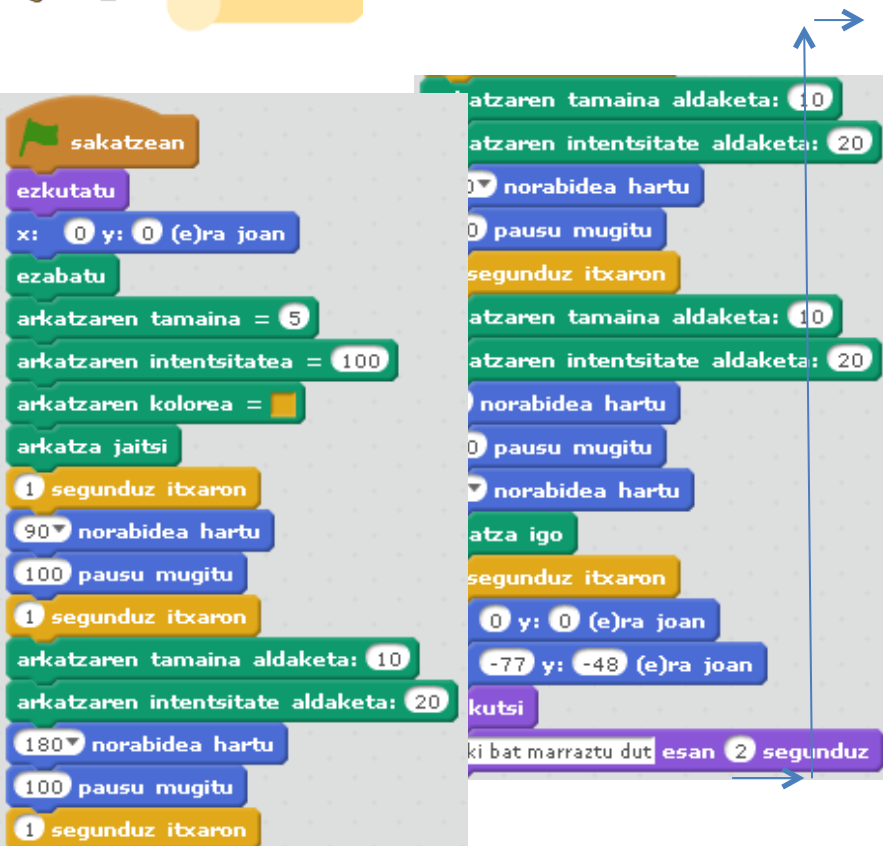 sakatzean
ezkutatu
x: 0 y: 0 (e)ra joan
ezabatu
arkatzaren tamaina = 5
arkatzaren intentsitatea = 100
arkatzaren kolorea =
arkatza jaitsi
1 segunduz itxaron
90 norabidea hartu
100 pausu mugitu
1 segunduz itxaron
arkatzaren tamaina aldaketa: 10
arkatzaren intentsitate aldaketa: 20
180 norabidea hartu
100 pausu mugitu
1 segunduz itxaron
atzaren tamaina aldaketa: 10
atzaren intentsitate aldaketa: 20
norabidea hartu
0 pausu mugitu
segunduz itxaron
atzaren tamaina aldaketa: 10
atzaren intentsitate aldaketa: 20
norabidea hartu
0 pausu mugitu
norabidea hartu
atza igo
segunduz itxaron
0 y: 0 (e)ra joan
-77 y: -48 (e)ra joan
kutsi
ki bat marraztu dut esan 2 segunduz